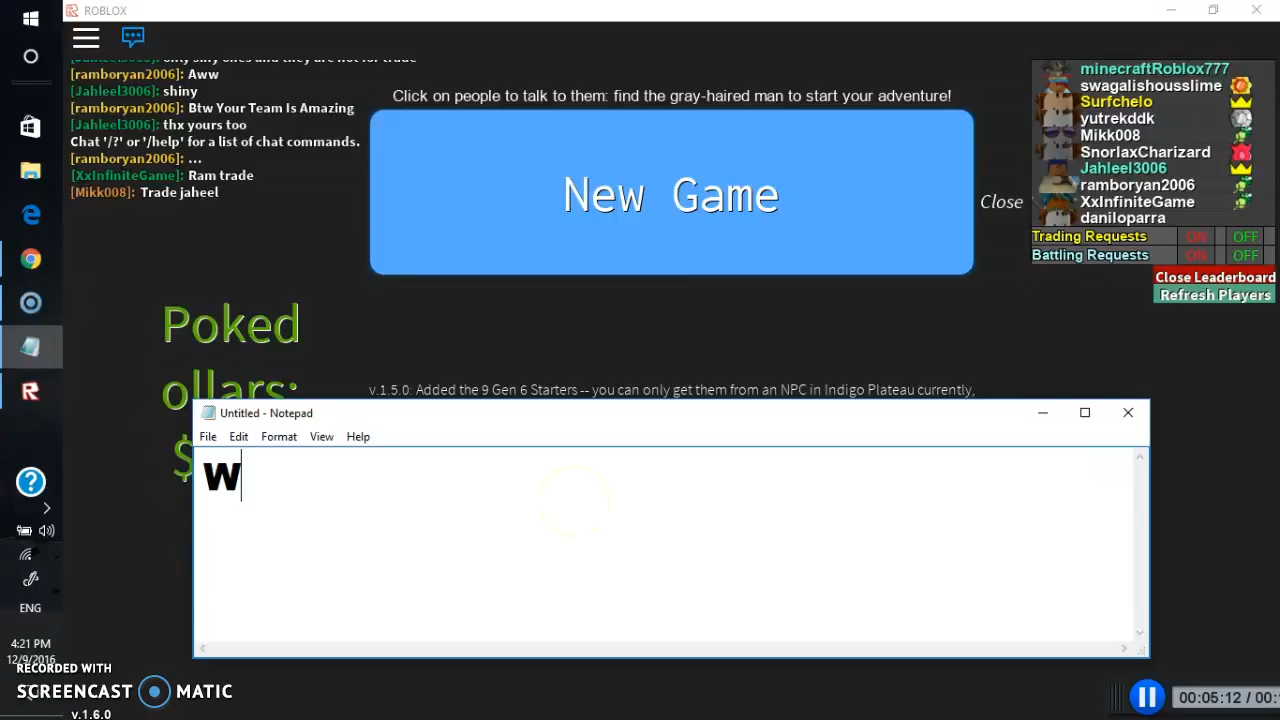 ROBLOX
[ramboryan2006]: Aww
[Jahleel3006]: shiny
[ramboryan2006]: Btw Your Team Is Amazing
[Jahleel3006]: thx yours too
Chat '/?' or '/help' for a list of chat commands.
[ramboryan2006]: ...
[XxInfiniteGame]: Ram trade
[Mikk008]: Trade jaheel
Click on people to talk to them: find the gray-haired man to start your adventure!
New Game
Close
minecraftRoblox777
swagalishousslime
Surfchelo
yutrekddk
Mikk008
SnorlaxCharizard
Jahleel3006
ramboryan2006
XxInfiniteGame
daniloparra
Trading Requests ON OFF
Battling Requests ON OFF
Close Leaderboard
Refresh Players
Poked
ollars:
$
v.1.5.0: Added the 9 Gen 6 Starters -- you can only get them from an NPC in Indigo Plateau currently,
Untitled - Notepad
File Edit Format View Help
w
ENG
4:21 PM
12/9/2016
RECORDED WITH
SCREENCAST MATIC
v.1.6.0
00:05:12 / 00: